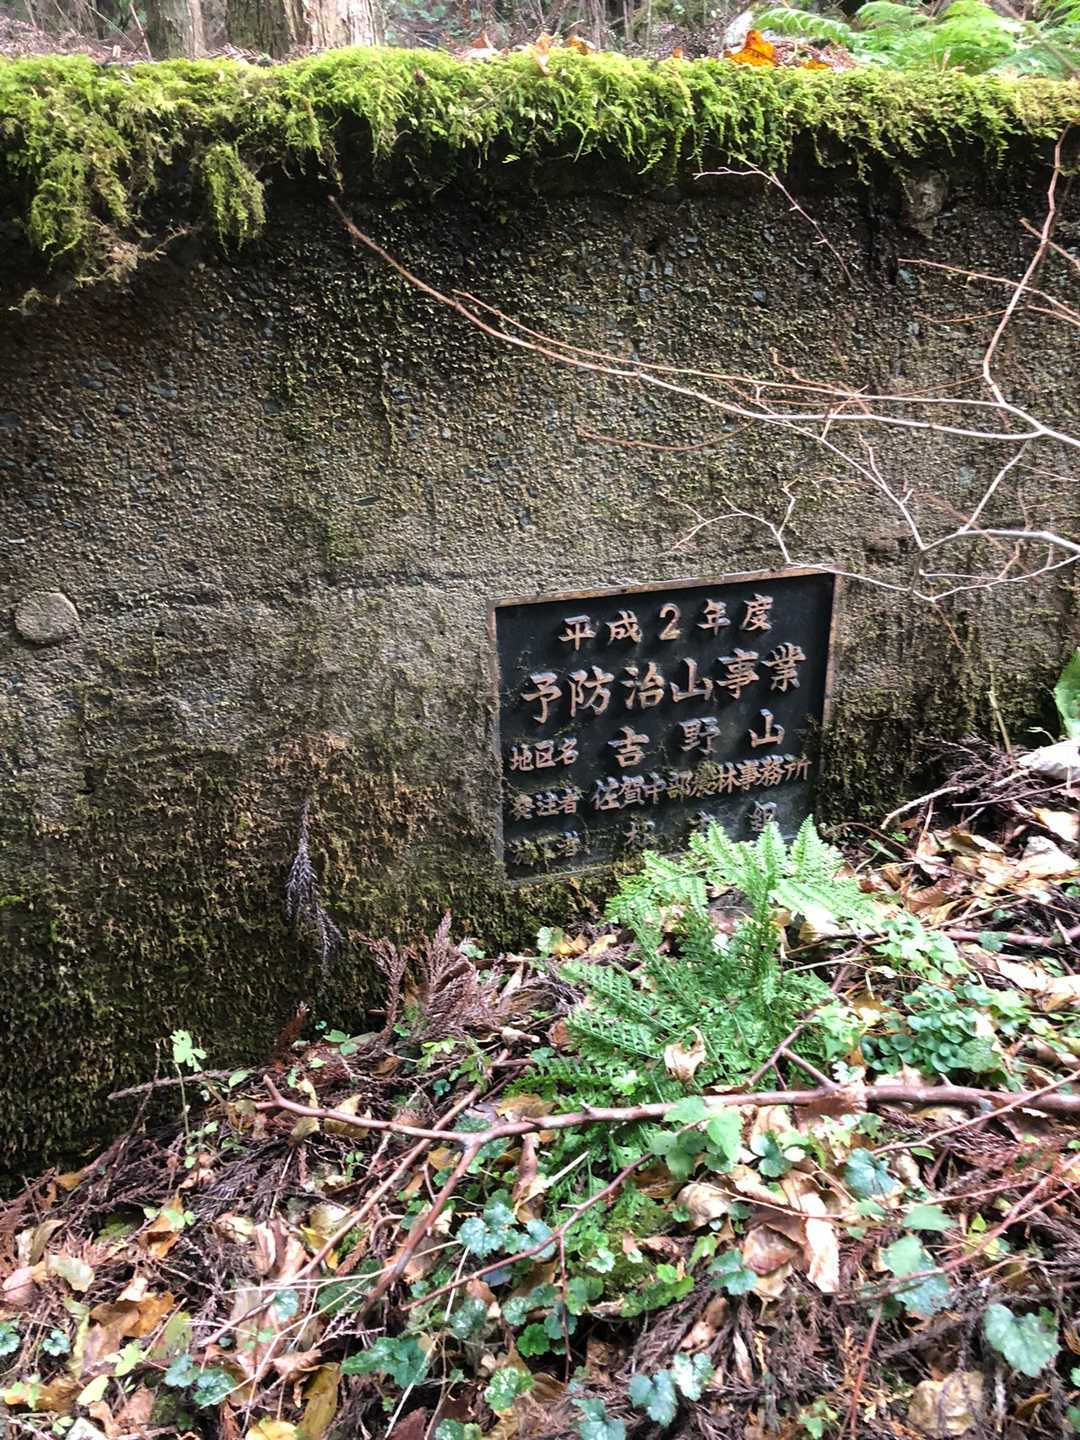 平成2年度
予防治山事業
地区名 吉野山
発注者 佐賀中部農林事務所